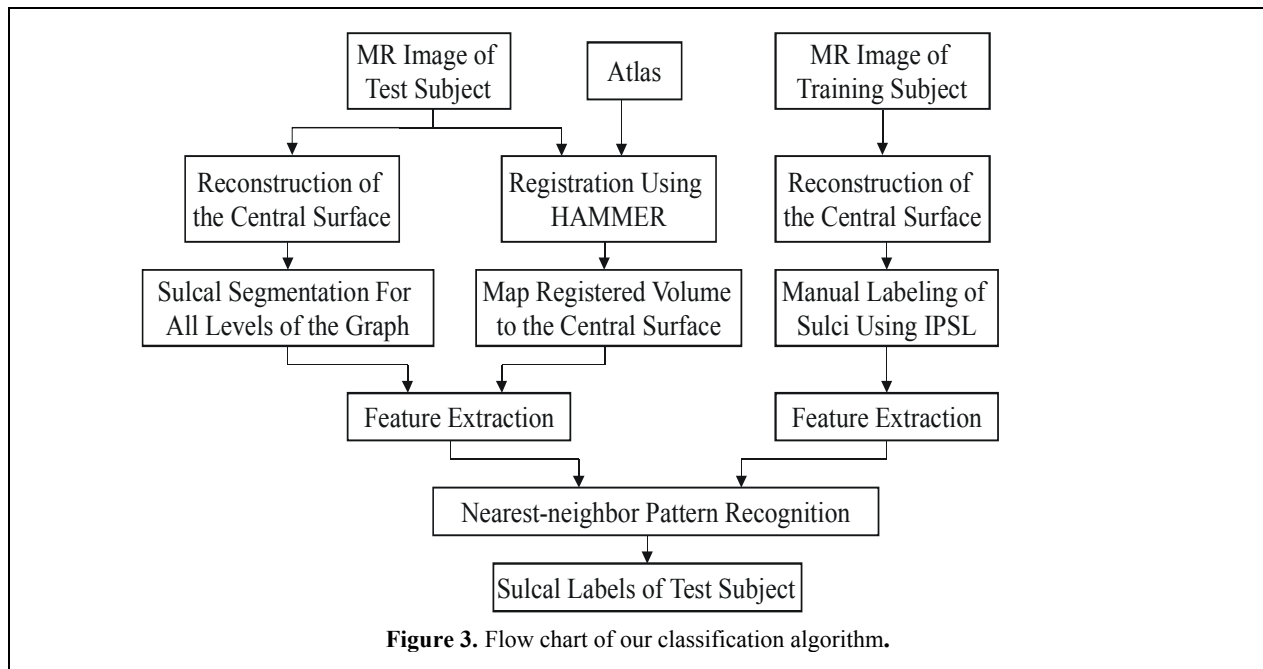 MR Image of
Test Subject
Atlas
MR Image of
Training Subject
Reconstruction of
the Central Surface
Registration Using
HAMMER
Reconstruction of
the Central Surface
Sulcal Segmentation For
All Levels of the Graph
Map Registered Volume
to the Central Surface
Manual Labeling of
Sulci Using IPSL
Feature Extraction
Feature Extraction
Nearest-neighbor Pattern Recognition
Sulcal Labels of Test Subject
Figure 3. Flow chart of our classification algorithm.